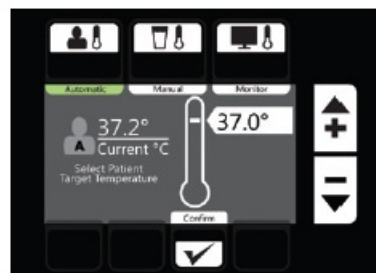 Automatic
Manual
Monitor
37.2°
37.0°
A
Current °C
Select Patient
Target Temperature
Confirm